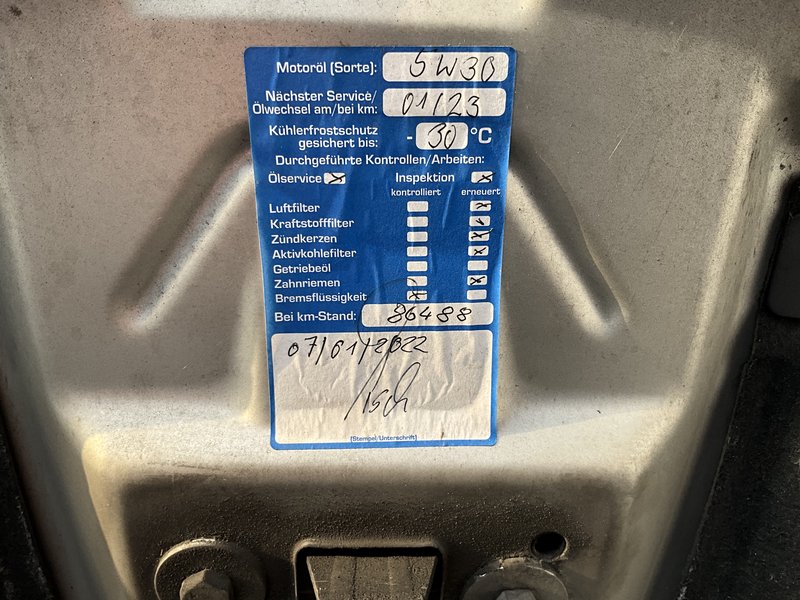 Motoröl (Sorte): 5W30
Nächster Service/
Ölwechsel am/bei km: 01/23
Kühlerfrostschutz
gesichert bis: -30 °C
Durchgeführte Kontrollen/Arbeiten:
Ölservice Inspektion
kontrolliert erneuert
Luftfilter
Kraftstofffilter
Zündkerzen
Aktivkohlefilter
Getriebeöl
Zahnriemen
Bremsflüssigkeit
Bei km-Stand: 86488
07/01/2022
(Stempel/Unterschrift)